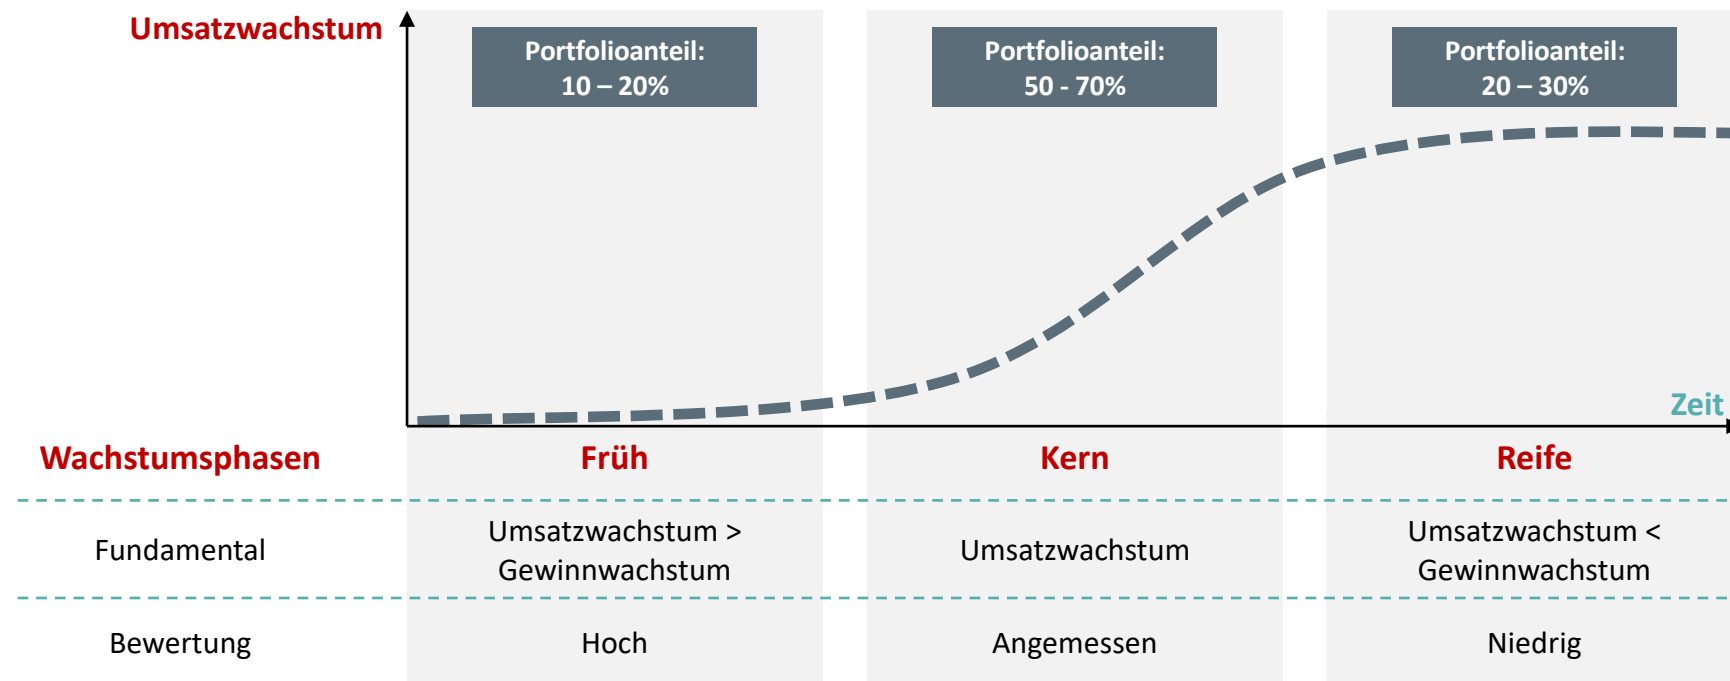 Umsatzwachstum
Portfolioanteil:
10 – 20%
Portfolioanteil:
50 - 70%
Portfolioanteil:
20 – 30%
Zeit
Wachstumsphasen
Früh
Kern
Reife
Fundamental
Umsatzwachstum >
Gewinnwachstum
Umsatzwachstum
Umsatzwachstum <
Gewinnwachstum
Bewertung
Hoch
Angemessen
Niedrig